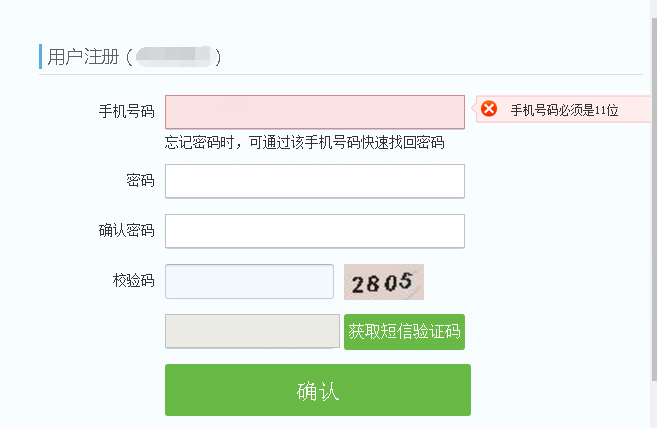 用户注册 ( )
手机号码
手机号码必须是11位
忘记密码时，可通过该手机号码快速找回密码
密码
确认密码
校验码
2805
获取短信验证码
确认